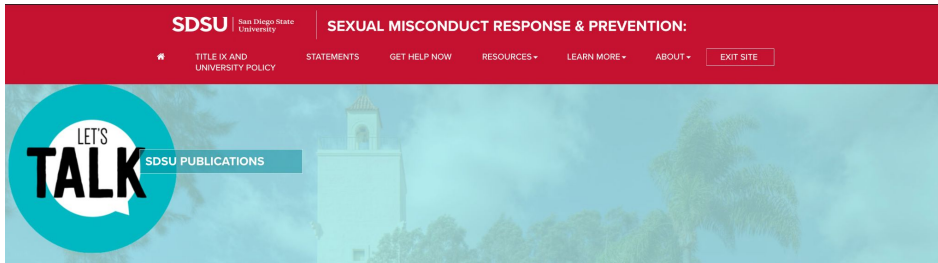 SDSU San Diego State University
SEXUAL MISCONDUCT RESPONSE & PREVENTION:
TITLE IX AND UNIVERSITY POLICY
STATEMENTS
GET HELP NOW
RESOURCES
LEARN MORE
ABOUT
EXIT SITE
LET'S
TALK
SDSU PUBLICATIONS